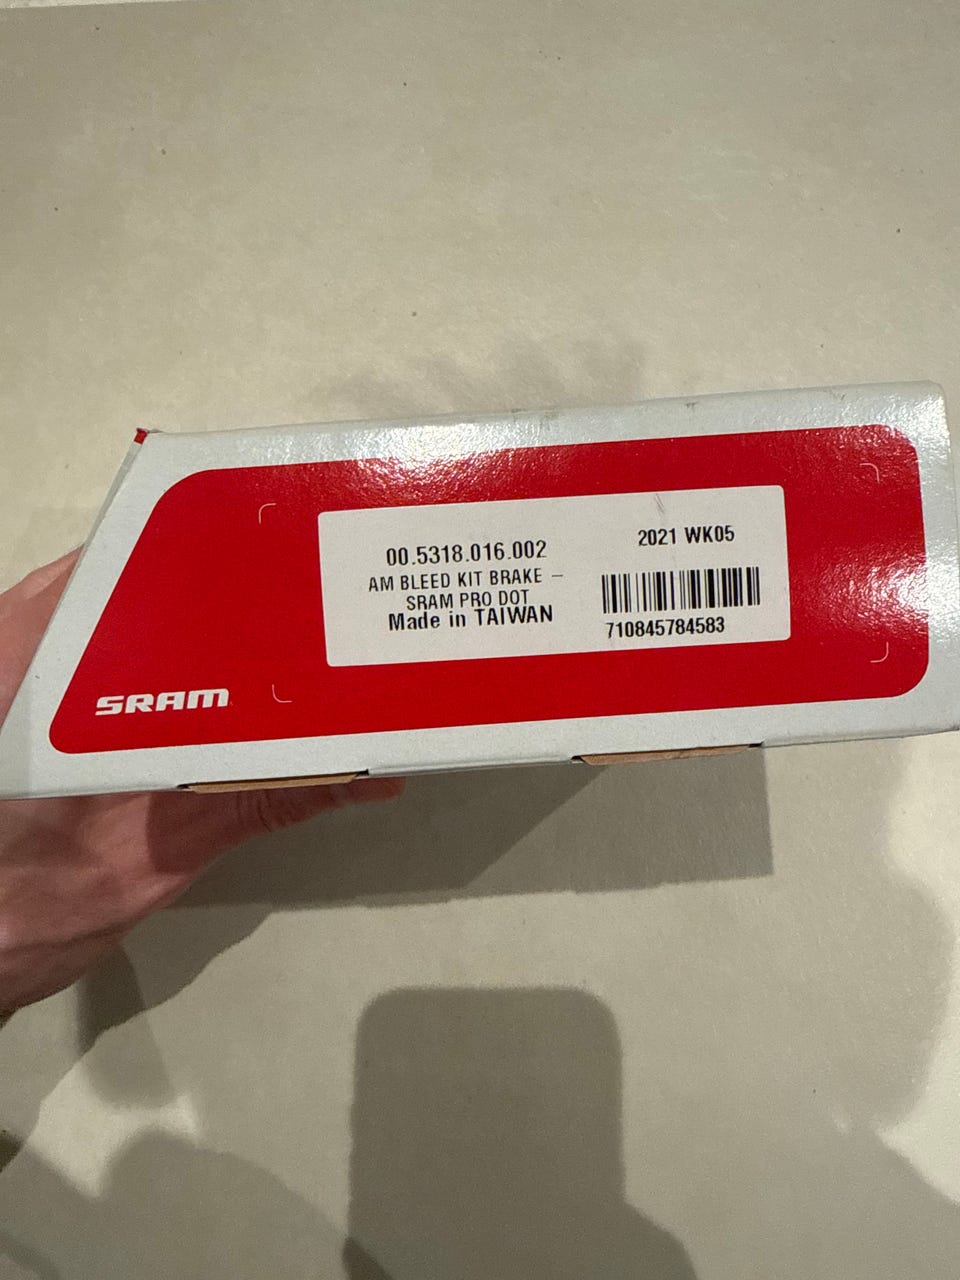 00.5318.016.002
AM BLEED KIT BRAKE –
SRAM PRO DOT
Made in TAIWAN
2021 WK05
710845784583
SRAM